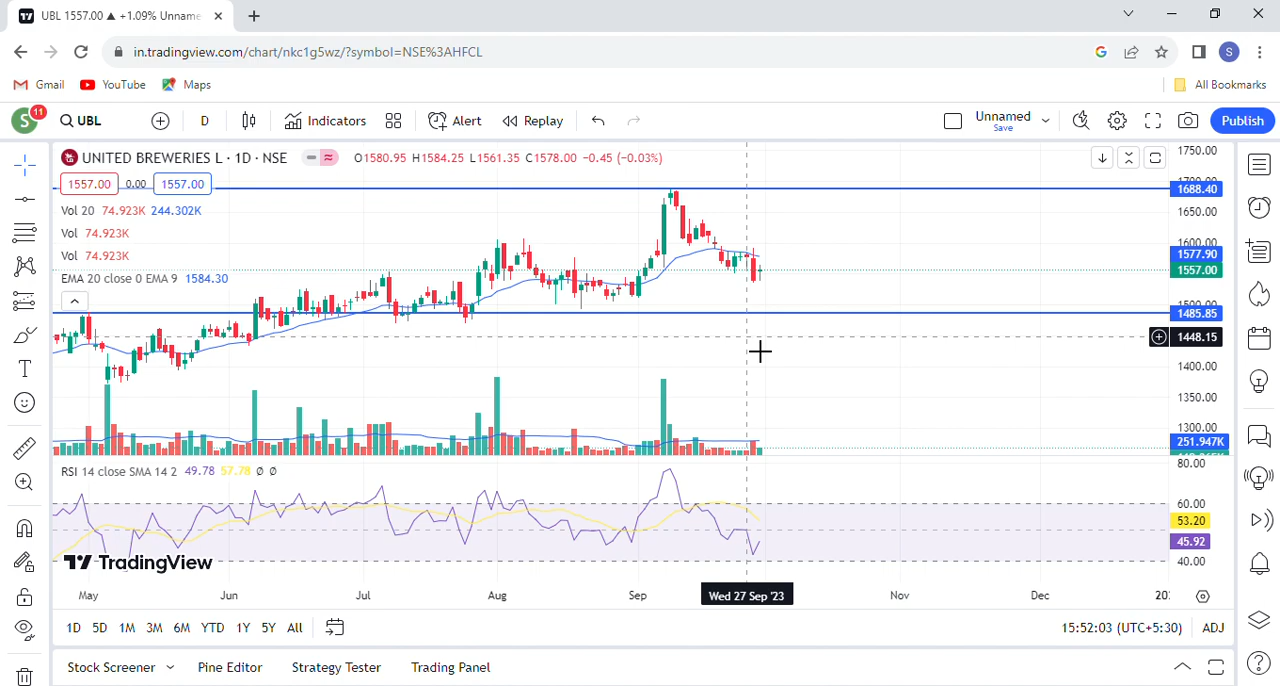 UBL 1557.00 ▲ +1.09% Unname
in.tradingview.com/chart/nkc1g5wz/?symbol=NSE%3AHFCL
S
Gmail YouTube Maps All Bookmarks
S 11 UBL D Indicators Alert Replay Unnamed Save Publish
UNITED BREWERIES L · 1D · NSE O1580.95 H1584.25 L1561.35 C1578.00 -0.45 (-0.03%)
1557.00 0.00 1557.00
Vol 20 74.923K 244.302K
Vol 74.923K
Vol 74.923K
EMA 20 close 0 EMA 9 1584.30
1750.00
1688.40
1650.00
1600.00
1577.90
1557.00
1500.00
1485.85
1448.15
1400.00
1350.00
1300.00
251.947K
RSI 14 close SMA 14 2 49.78 57.78 Ø Ø
80.00
60.00
53.20
45.92
40.00
TradingView
May Jun Jul Aug Sep Wed 27 Sep '23 Nov Dec 20
1D 5D 1M 3M 6M YTD 1Y 5Y All 15:52:03 (UTC+5:30) ADJ
Stock Screener Pine Editor Strategy Tester Trading Panel